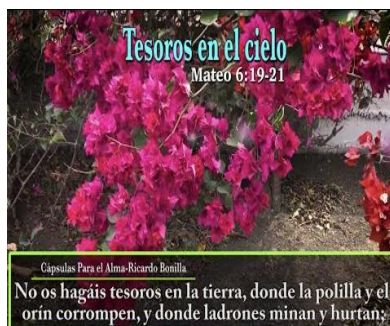 Tesoros en el cielo
Mateo 6:19-21
Cápsulas Para el Alma-Ricardo Bonilla
No os hagáis tesoros en la tierra, donde la polilla y el
orín corrompen, y donde ladrones minan y hurtan;